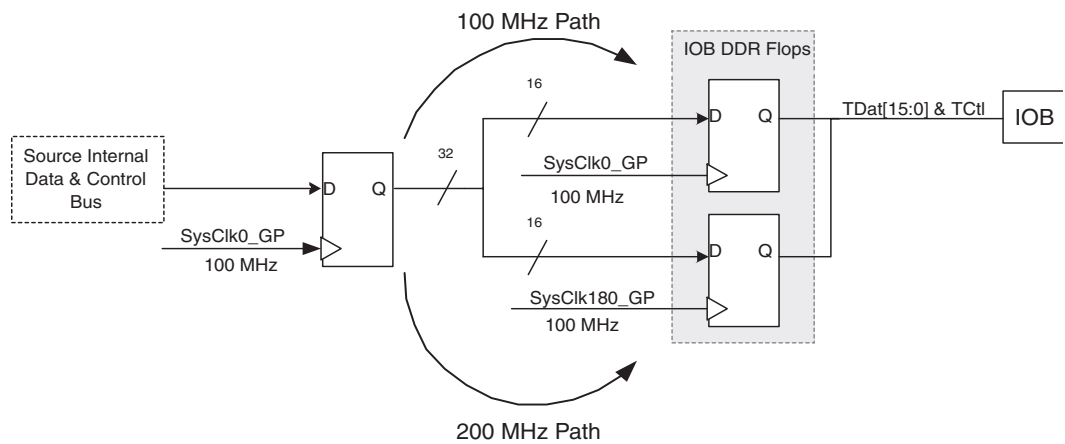 100 MHz Path
IOB DDR Flops
16
D
Q
TDat[15:0] & TCtl
IOB
Source Internal
Data & Control
Bus
32
SysClk0_GP
100 MHz
D
Q
SysClk0_GP
100 MHz
16
D
Q
SysClk180_GP
100 MHz
200 MHz Path